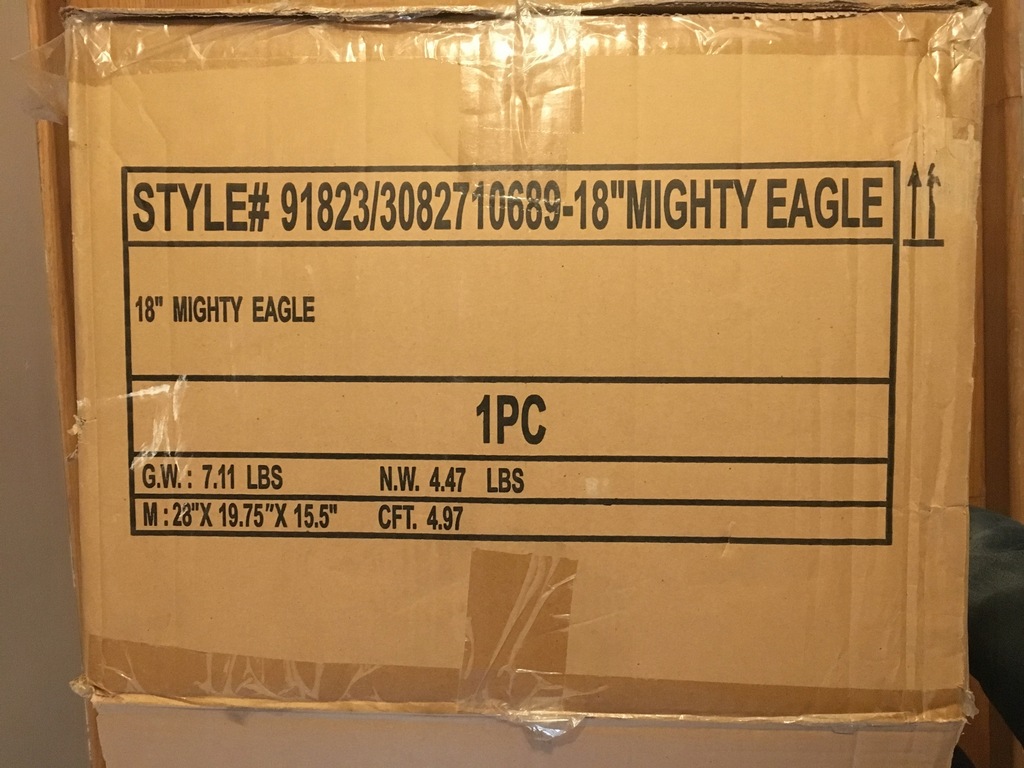 STYLE# 91823/3082710689-18"MIGHTY EAGLE
18" MIGHTY EAGLE
1PC
G.W.: 7.11 LBS N.W. 4.47 LBS
M : 28"X 19.75"X 15.5" CFT. 4.97